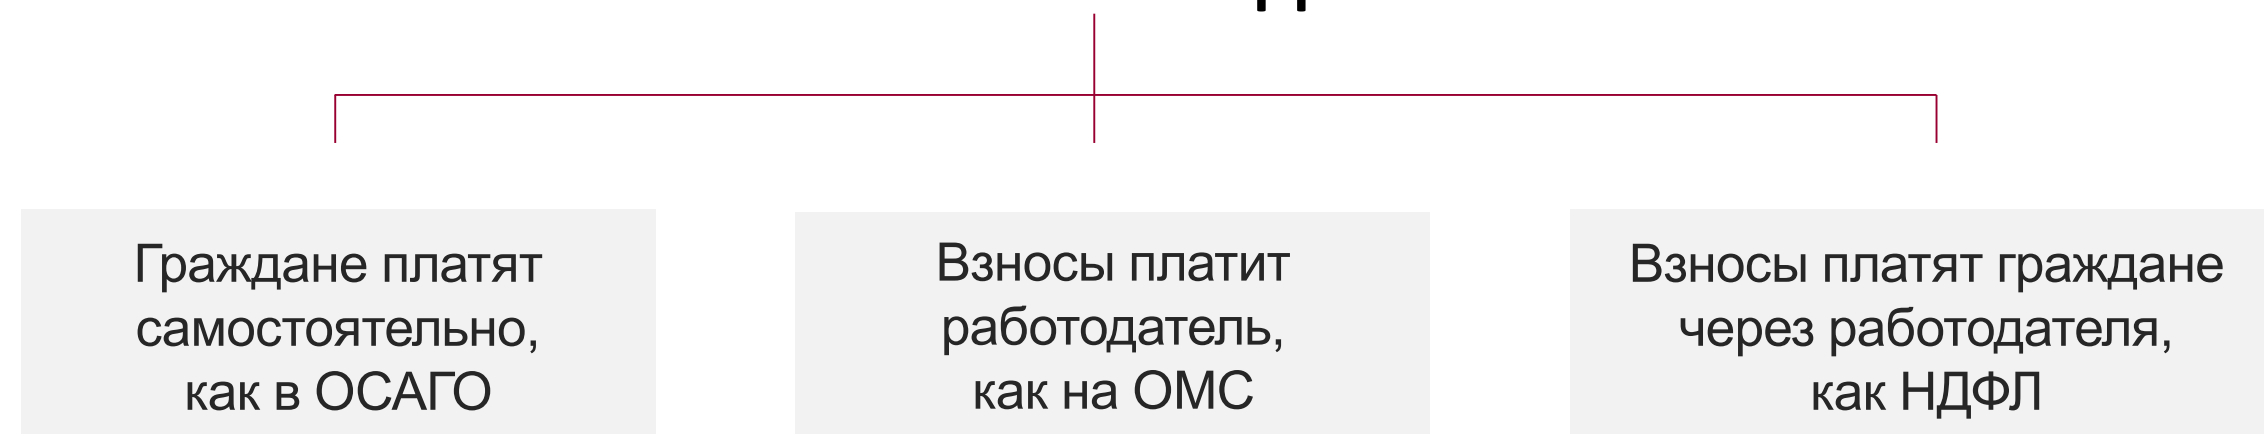 Граждане платят
самостоятельно,
как в ОСАГО
Взносы платит
работодатель,
как на ОМС
Взносы платят граждане
через работодателя,
как НДФЛ